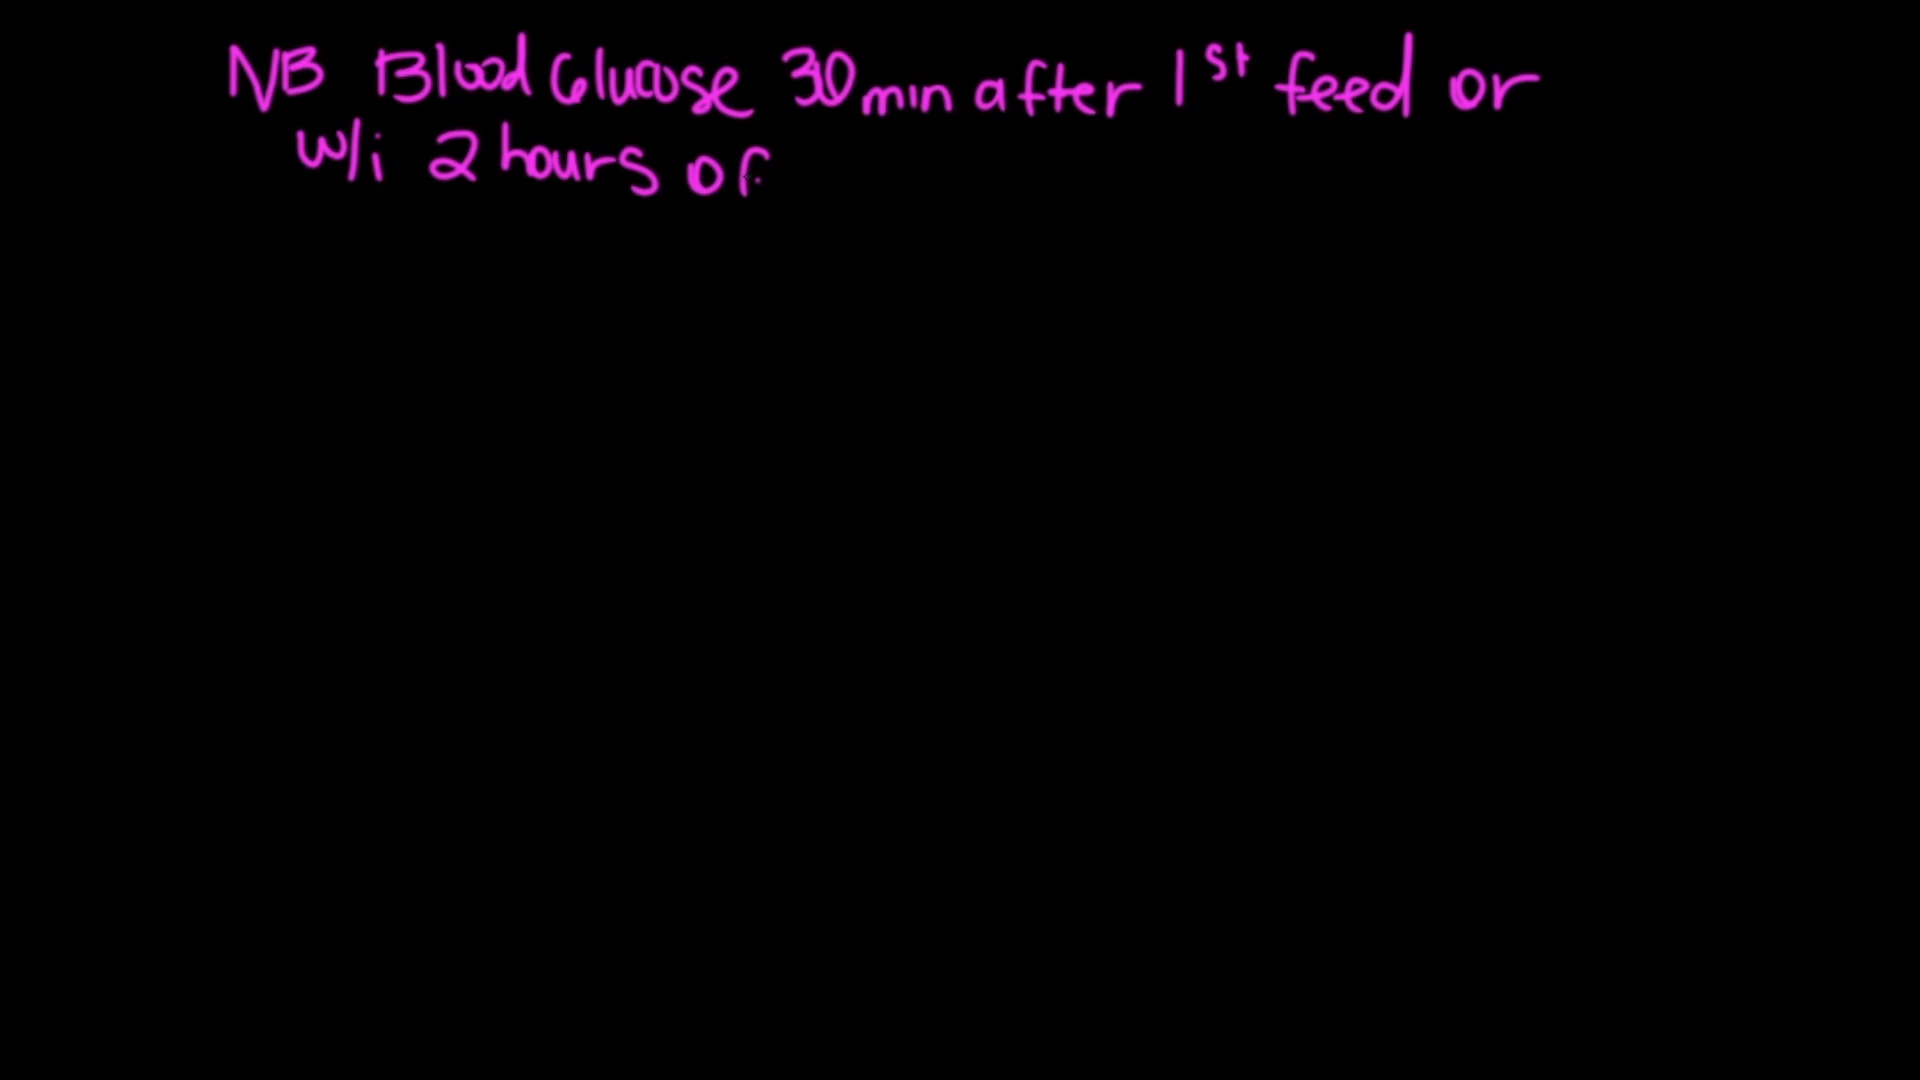 NB Blood Glucose 30 min after 1st feed or
w/i 2 hours of